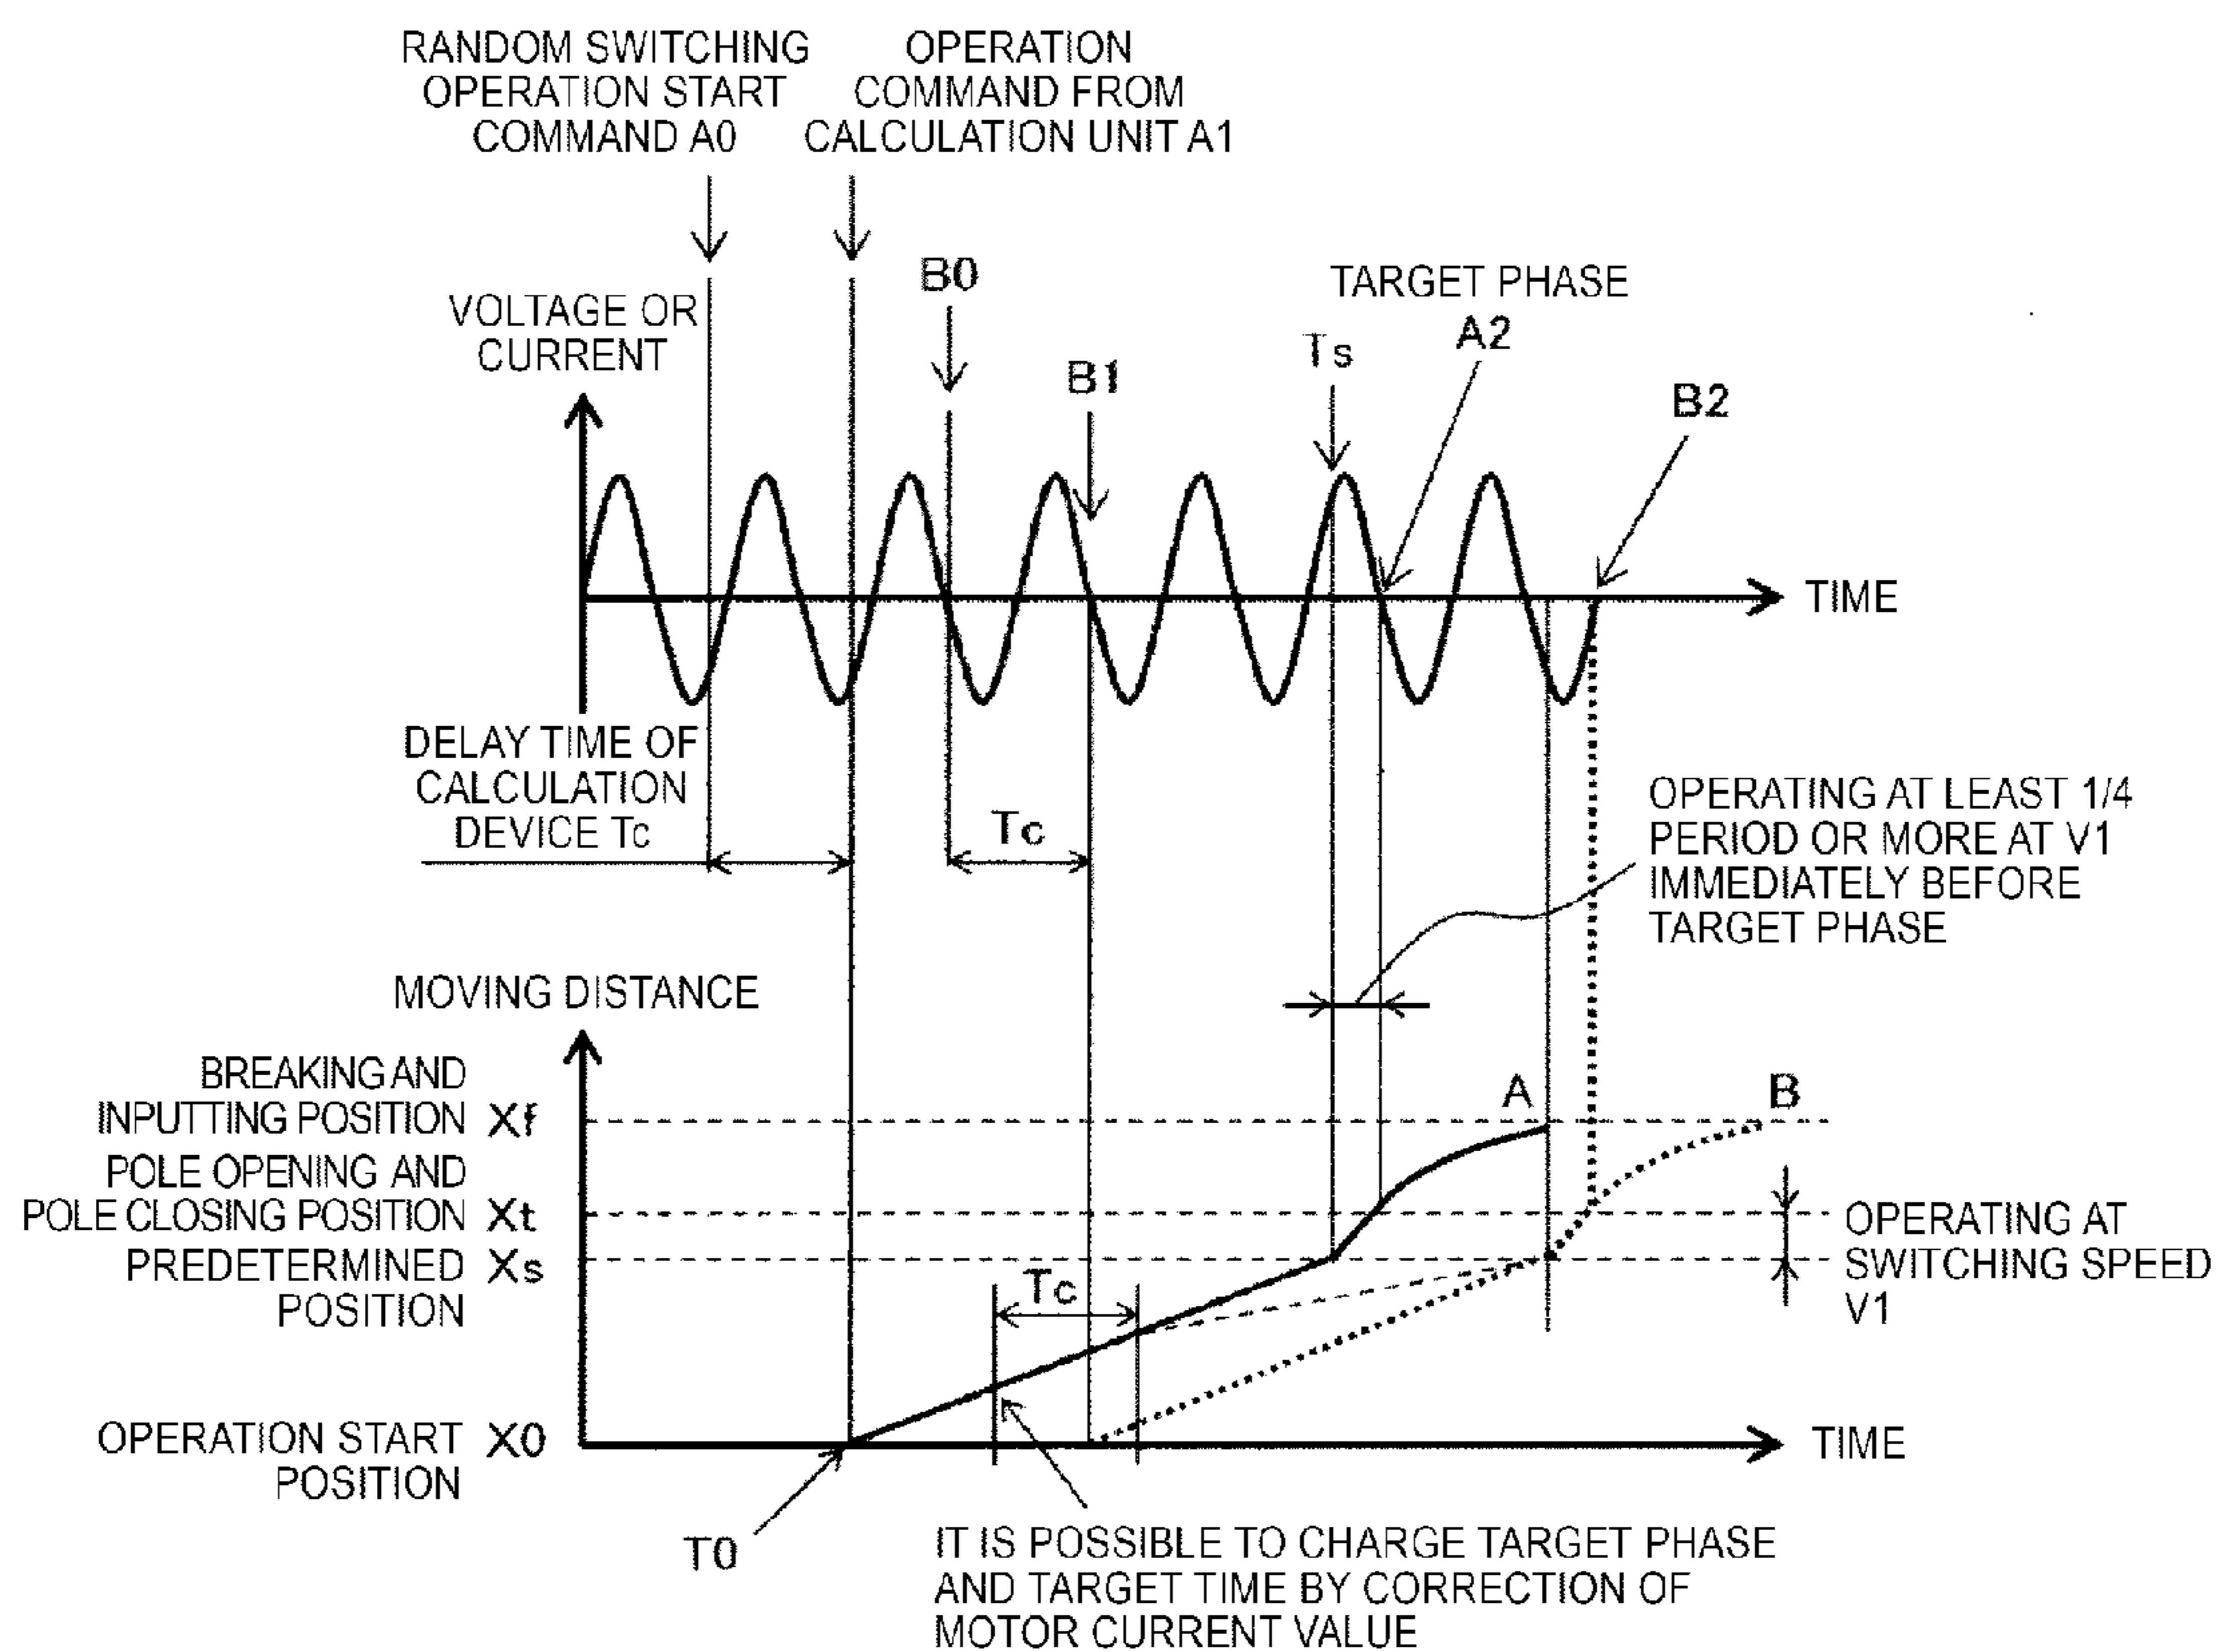 RANDOM SWITCHING
OPERATION START
COMMAND A0
OPERATION
COMMAND FROM
CALCULATION UNIT A1
B0
B1
TARGET PHASE
A2
Ts
B2
VOLTAGE OR
CURRENT
TIME
DELAY TIME OF
CALCULATION
DEVICE Tc
Tc
OPERATING AT LEAST 1/4
PERIOD OR MORE AT V1
IMMEDIATELY BEFORE
TARGET PHASE
MOVING DISTANCE
BREAKING AND
INPUTTING POSITION Xf
POLE OPENING AND
POLE CLOSING POSITION Xt
PREDETERMINED Xs
POSITION
A
B
OPERATING AT
SWITCHING SPEED
V1
Tc
OPERATION START X0
POSITION
TIME
T0
IT IS POSSIBLE TO CHARGE TARGET PHASE
AND TARGET TIME BY CORRECTION OF
MOTOR CURRENT VALUE